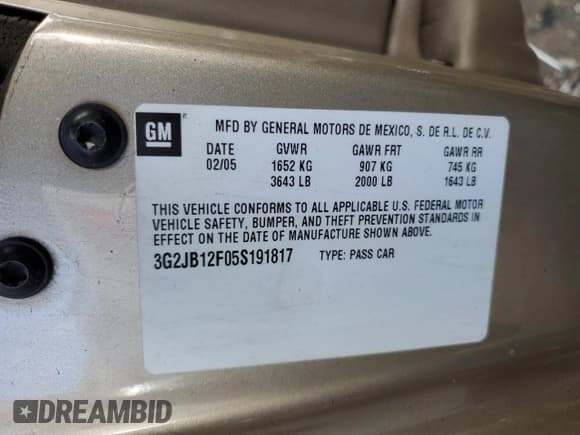 GM
MFD BY GENERAL MOTORS DE MEXICO, S. DE R.L. DE C.V.
DATE GVWR GAWR FRT GAWR RR
02/05 1652 KG 907 KG 745 KG
3643 LB 2000 LB 1643 LB
THIS VEHICLE CONFORMS TO ALL APPLICABLE U.S. FEDERAL MOTOR
VEHICLE SAFETY, BUMPER, AND THEFT PREVENTION STANDARDS IN
EFFECT ON THE DATE OF MANUFACTURE SHOWN ABOVE.
3G2JB12F05S191817 TYPE: PASS CAR
DREAMBID